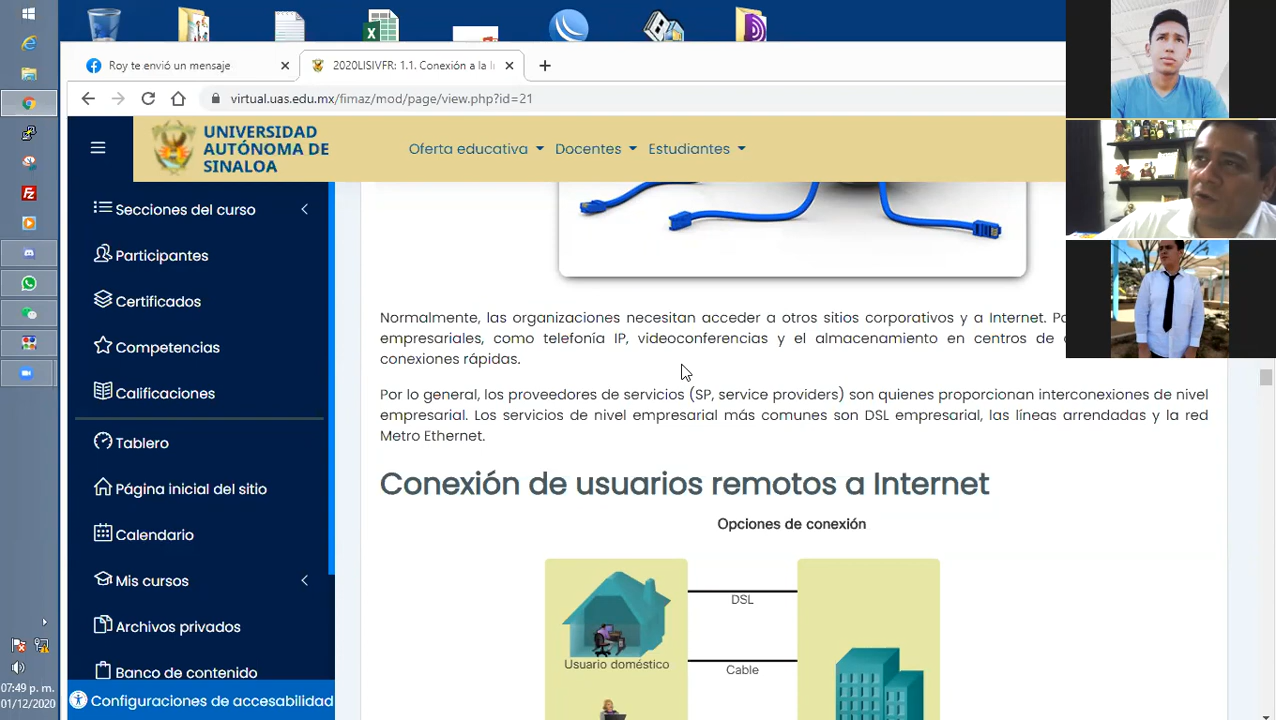 Roy te envió un mensaje
2020LISIVFR: 1.1. Conexión a la I
virtual.uas.edu.mx/fimaz/mod/page/view.php?id=21
UNIVERSIDAD
AUTÓNOMA DE
SINALOA
Oferta educativa
Docentes
Estudiantes
Secciones del curso
Participantes
Certificados
Competencias
Calificaciones
Tablero
Página inicial del sitio
Calendario
Mis cursos
Archivos privados
Banco de contenido
Configuraciones de accesabilidad
07:49 p. m.
01/12/2020
Normalmente, las organizaciones necesitan acceder a otros sitios corporativos y a Internet.
empresariales, como telefonía IP, videoconferencias y el almacenamiento en centros de
conexiones rápidas.
Por lo general, los proveedores de servicios (SP, service providers) son quienes proporcionan interconexiones de nivel
empresarial. Los servicios de nivel empresarial más comunes son DSL empresarial, las líneas arrendadas y la red
Metro Ethernet.
Conexión de usuarios remotos a Internet
Opciones de conexión
DSL
Usuario doméstico
Cable